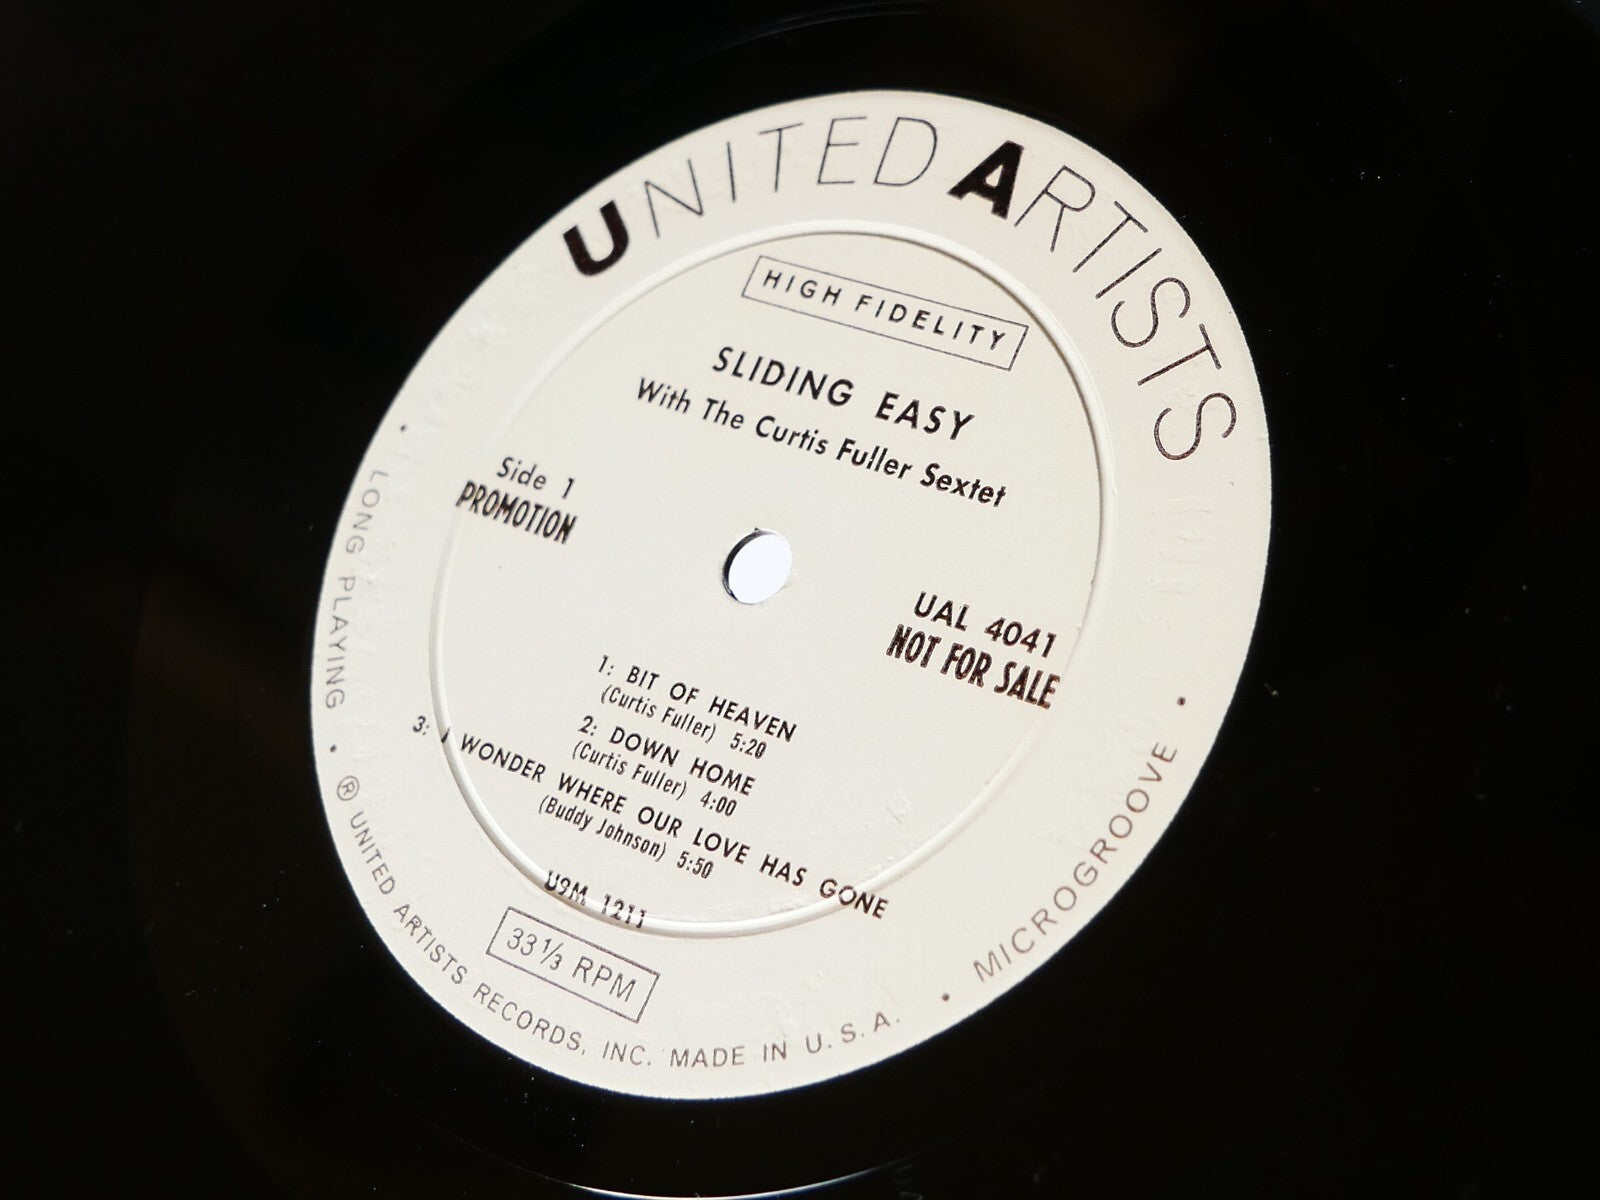 UNITED ARTISTS
HIGH FIDELITY
SLIDING EASY
With The Curtis Fuller Sextet
Side 1
PROMOTION
UAL 4041
NOT FOR SALE
1: BIT OF HEAVEN
(Curtis Fuller) 5:20
2: DOWN HOME
(Curtis Fuller) 4:00
3: I WONDER WHERE OUR LOVE HAS GONE
(Buddy Johnson) 5:50
U9M 1211
33 1/3 RPM
• LONG PLAYING • Ⓡ UNITED ARTISTS RECORDS, INC. MADE IN U.S.A. • MICROGROOVE •